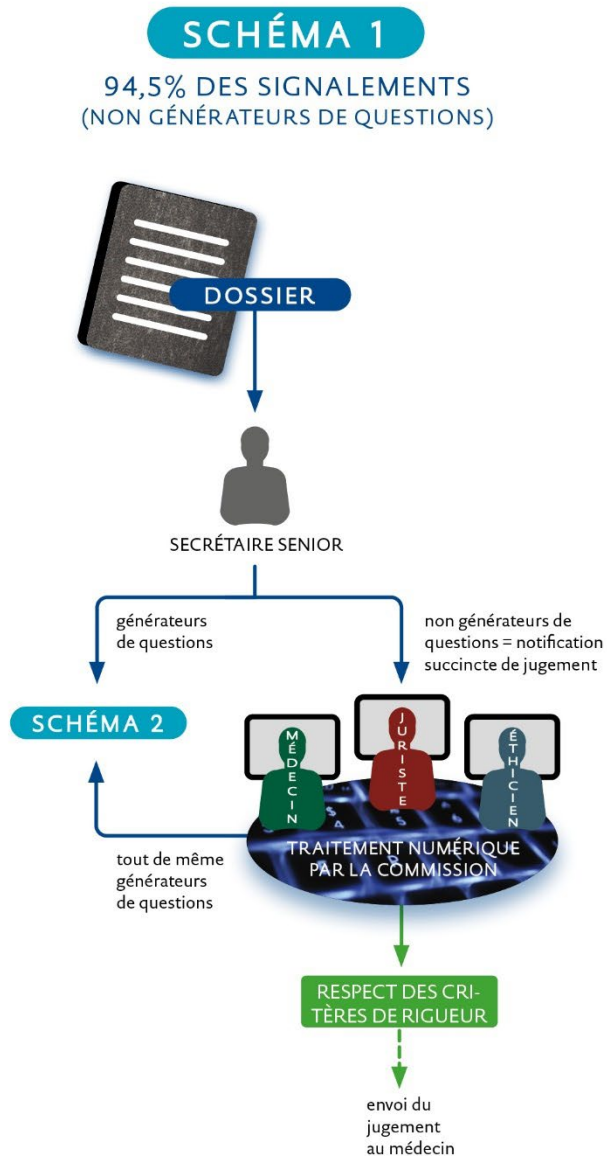 SCHÉMA 1
94,5% DES SIGNALEMENTS
(NON GÉNÉRATEURS DE QUESTIONS)
DOSSIER
SECRÉTAIRE SENIOR
générateurs
de questions
non générateurs de
questions = notification
succincte de jugement
SCHÉMA 2
MÉDECIN
JURISTE
ÉTHICIEN
TRAITEMENT NUMÉRIQUE
PAR LA COMMISSION
tout de même
générateurs
de questions
RESPECT DES CRI-
TÈRES DE RIGUEUR
envoi du
jugement
au médecin